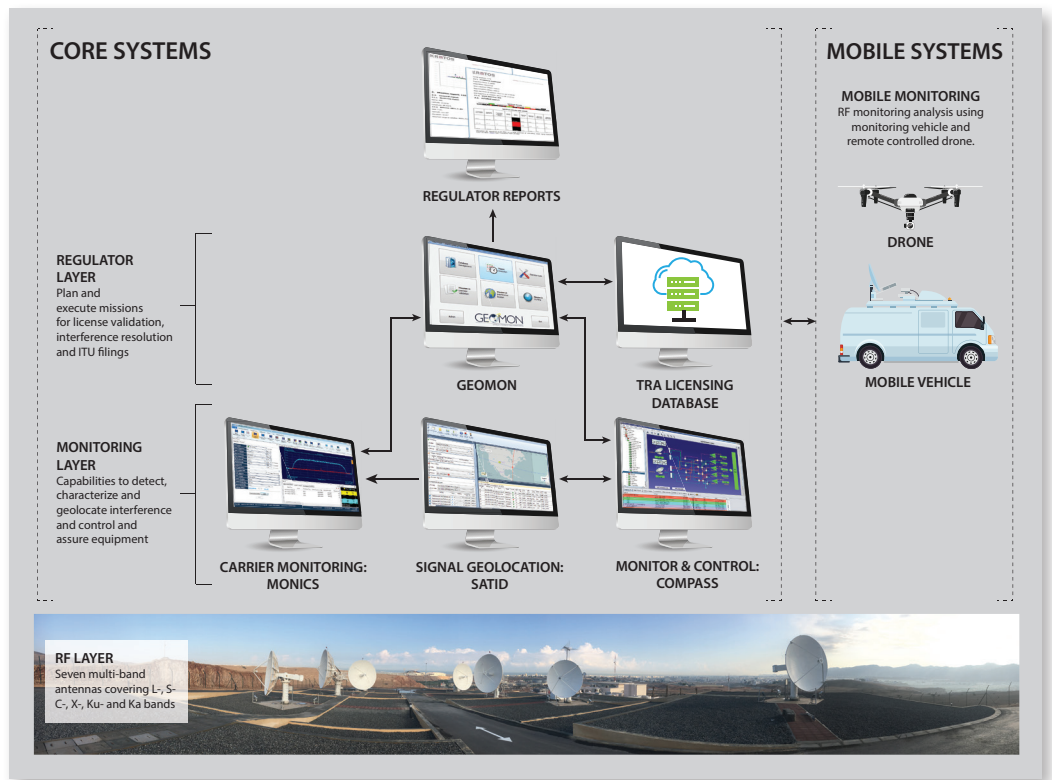 CORE SYSTEMS
REGULATOR REPORTS
REGULATOR
LAYER
Plan and
execute missions
for license validation,
interference resolution
and ITU filings
GEOMON
GEOMON
TRA LICENSING
DATABASE
MONITORING
LAYER
Capabilities to detect,
characterize and
geolocate interference
and control and
assure equipment
CARRIER MONITORING:
MONICS
SIGNAL GEOLOCATION:
SATID
MONITOR & CONTROL:
COMPASS
MOBILE SYSTEMS
MOBILE MONITORING
RF monitoring analysis using
monitoring vehicle and
remote controlled drone.
DRONE
MOBILE VEHICLE
RF LAYER
Seven multi-band
antennas covering L-, S-
C-, X-, Ku- and Ka bands